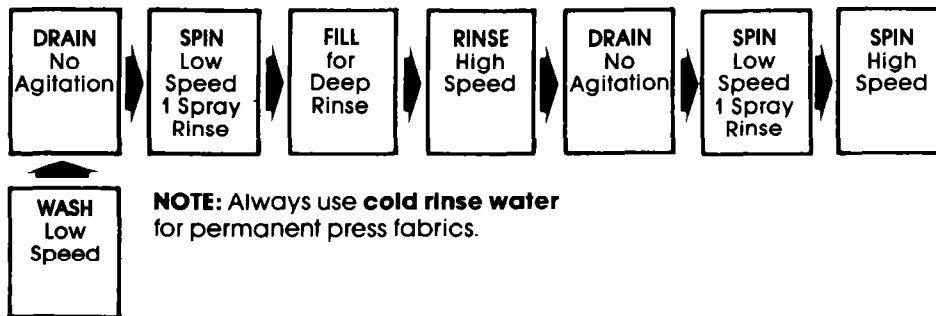 DRAIN
No
Agitation
SPIN
Low
Speed
1 Spray
Rinse
FILL
for
Deep
Rinse
RINSE
High
Speed
DRAIN
No
Agitation
SPIN
Low
Speed
1 Spray
Rinse
SPIN
High
Speed
WASH
Low
Speed
NOTE: Always use cold rinse water
for permanent press fabrics.